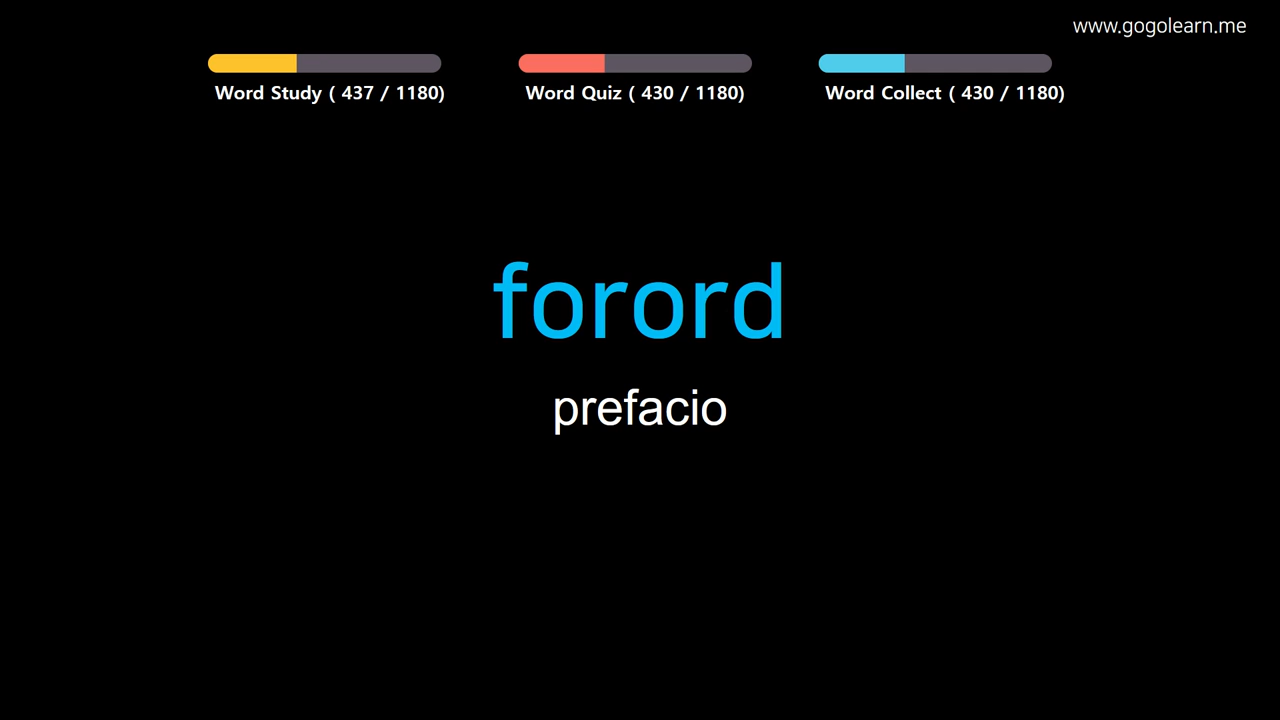 www.gogolearn.me
Word Study ( 437 / 1180)
Word Quiz ( 430 / 1180)
Word Collect ( 430 / 1180)
forord
prefacio